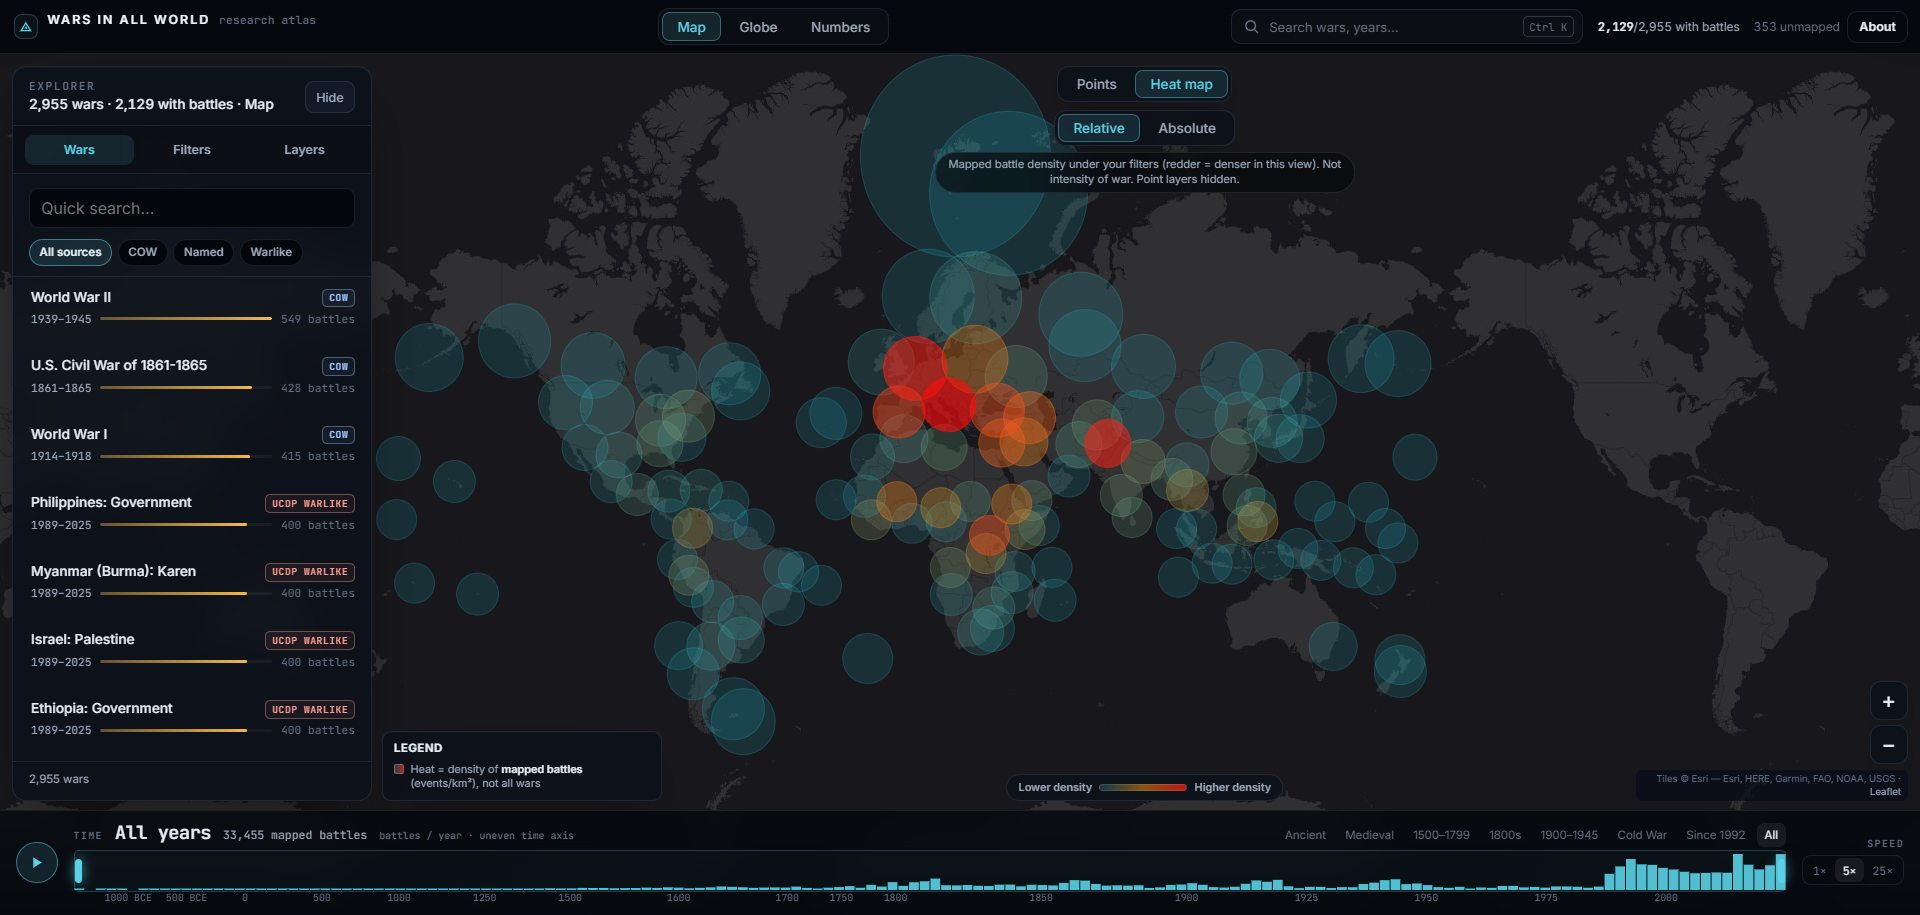 WARS IN ALL WORLD research atlas
Map Globe Numbers
Search wars, years... Ctrl K
2,129/2,955 with battles 353 unmapped About
EXPLORER
2,955 wars · 2,129 with battles · Map
Hide
Wars Filters Layers
Quick search...
All sources COW Named Warlike
World War II COW
1939–1945 549 battles
U.S. Civil War of 1861-1865 COW
1861–1865 428 battles
World War I COW
1914–1918 415 battles
Philippines: Government UCDP WARLIKE
1989–2025 400 battles
Myanmar (Burma): Karen UCDP WARLIKE
1989–2025 400 battles
Israel: Palestine UCDP WARLIKE
1989–2025 400 battles
Ethiopia: Government UCDP WARLIKE
1989–2025 400 battles
2,955 wars
Points Heat map
Relative Absolute
Mapped battle density under your filters (redder = denser in this view). Not
intensity of war. Point layers hidden.
LEGEND
Heat = density of mapped battles
(events/km²), not all wars
Lower density Higher density
+
−
Tiles © Esri — Esri, HERE, Garmin, FAO, NOAA, USGS ·
Leaflet
TIME All years 33,455 mapped battles battles / year · uneven time axis
Ancient Medieval 1500–1799 1800s 1900–1945 Cold War Since 1992 All
SPEED
1× 5× 25×
1000 BCE 500 BCE 0 500 1000 1250 1500 1600 1700 1750 1800 1850 1900 1925 1950 1975 2000